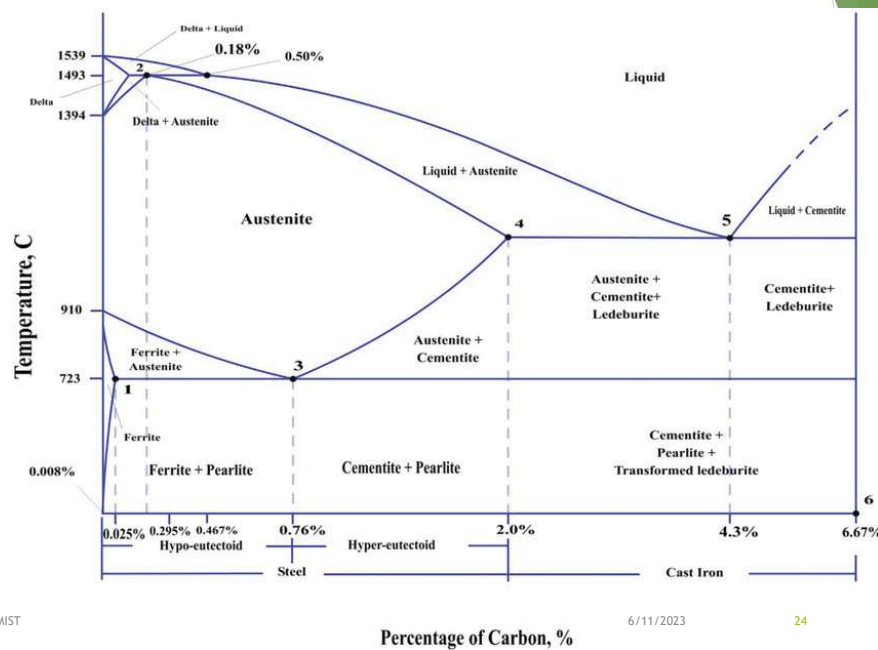 Delta + Liquid
0.18%
0.50%
1539
2
1493
Liquid
Delta
1394
Delta + Austenite
Liquid + Austenite
Liquid + Cementite
Austenite
4
5
Temperature, C
Austenite +
Cementite+
Ledeburite
Cementite+
Ledeburite
910
Austenite +
Cementite
Ferrite +
Austenite
3
723
1
Ferrite
Cementite +
Pearlite +
Transformed ledeburite
0.008%
Ferrite + Pearlite
Cementite + Pearlite
6
0.025%
0.295%
0.467%
0.76%
2.0%
4.3%
6.67%
Hypo-eutectoid
Hyper-eutectoid
Steel
Cast Iron
MIST
6/11/2023
24
Percentage of Carbon, %